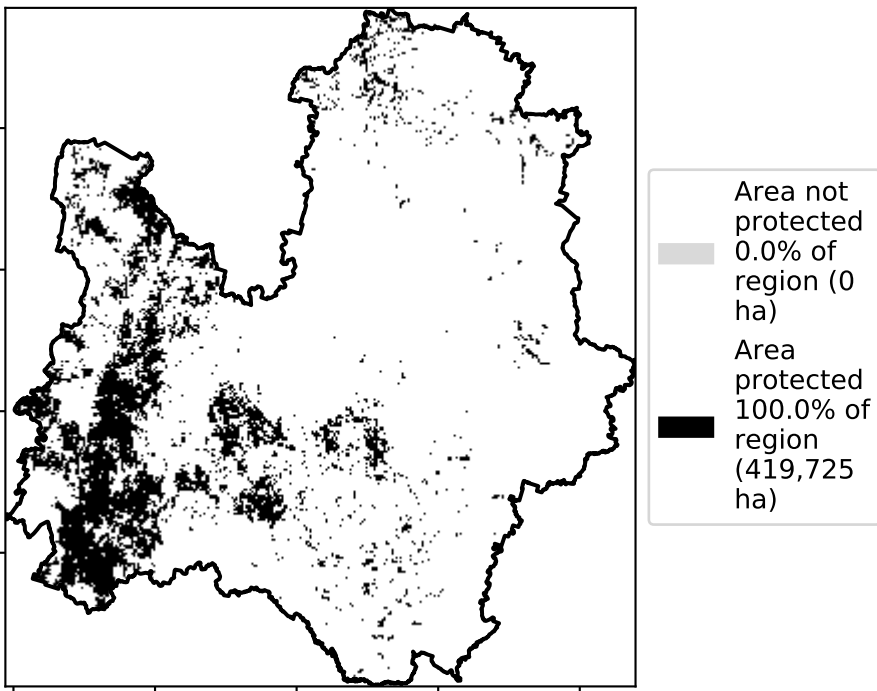 Area not
protected
0.0% of
region (0
ha)
Area
protected
100.0% of
region
(419,725
ha)